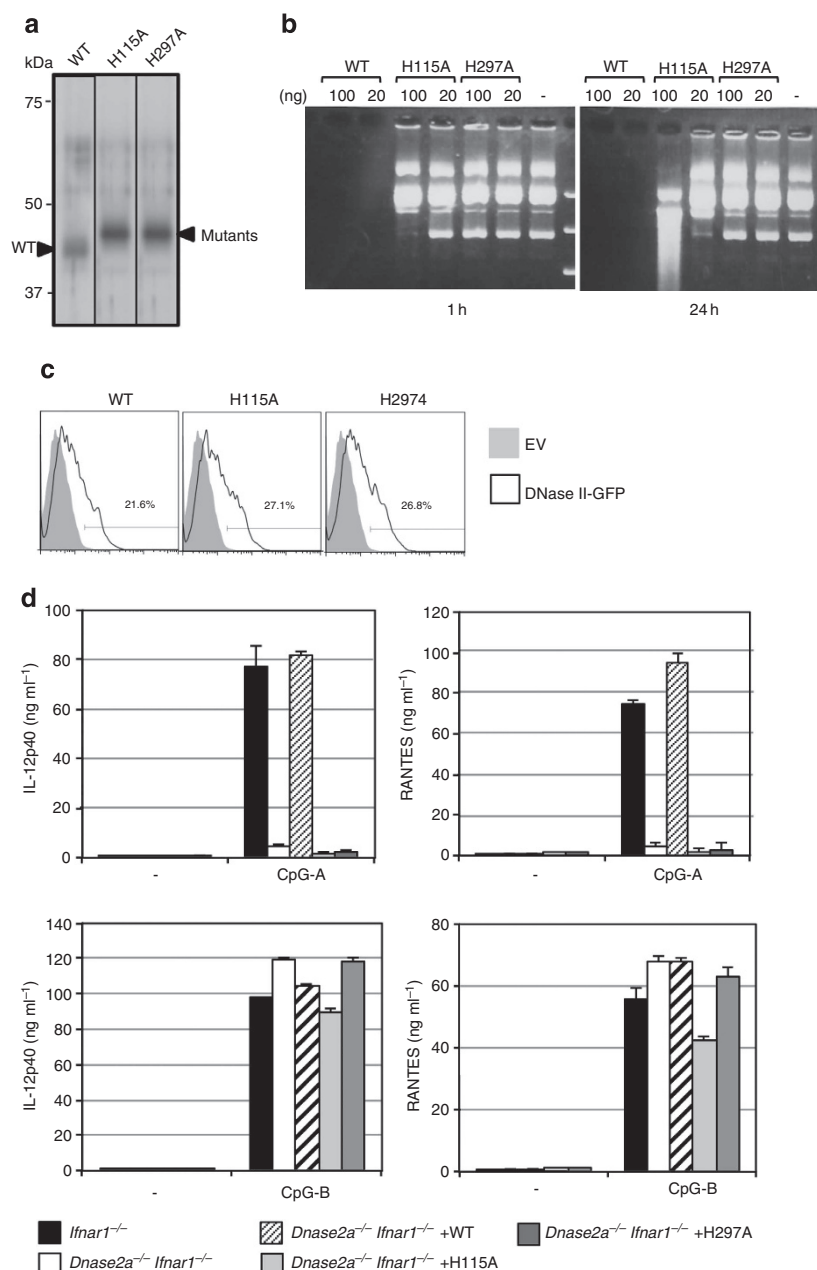 a
kDa
WT
H115A
H297A
75
50
WT
Mutants
37
b
WT H115A H297A
(ng) 100 20 100 20 100 20 -
1 h
WT H115A H297A
100 20 100 20 100 20 -
24 h
c
WT
H115A
H2974
21.6%
27.1%
26.8%
EV
DNase II-GFP
d
100
80
60
40
20
0
IL-12p40 (ng ml⁻¹)
- CpG-A
120
100
80
60
40
20
0
RANTES (ng ml⁻¹)
- CpG-A
140
120
100
80
60
40
20
0
IL-12p40 (ng ml⁻¹)
- CpG-B
80
60
40
20
0
RANTES (ng ml⁻¹)
- CpG-B
Ifnar1⁻/⁻
Dnase2a⁻/⁻ Ifnar1⁻/⁻ +WT
Dnase2a⁻/⁻ Ifnar1⁻/⁻ +H297A
Dnase2a⁻/⁻ Ifnar1⁻/⁻
Dnase2a⁻/⁻ Ifnar1⁻/⁻ +H115A